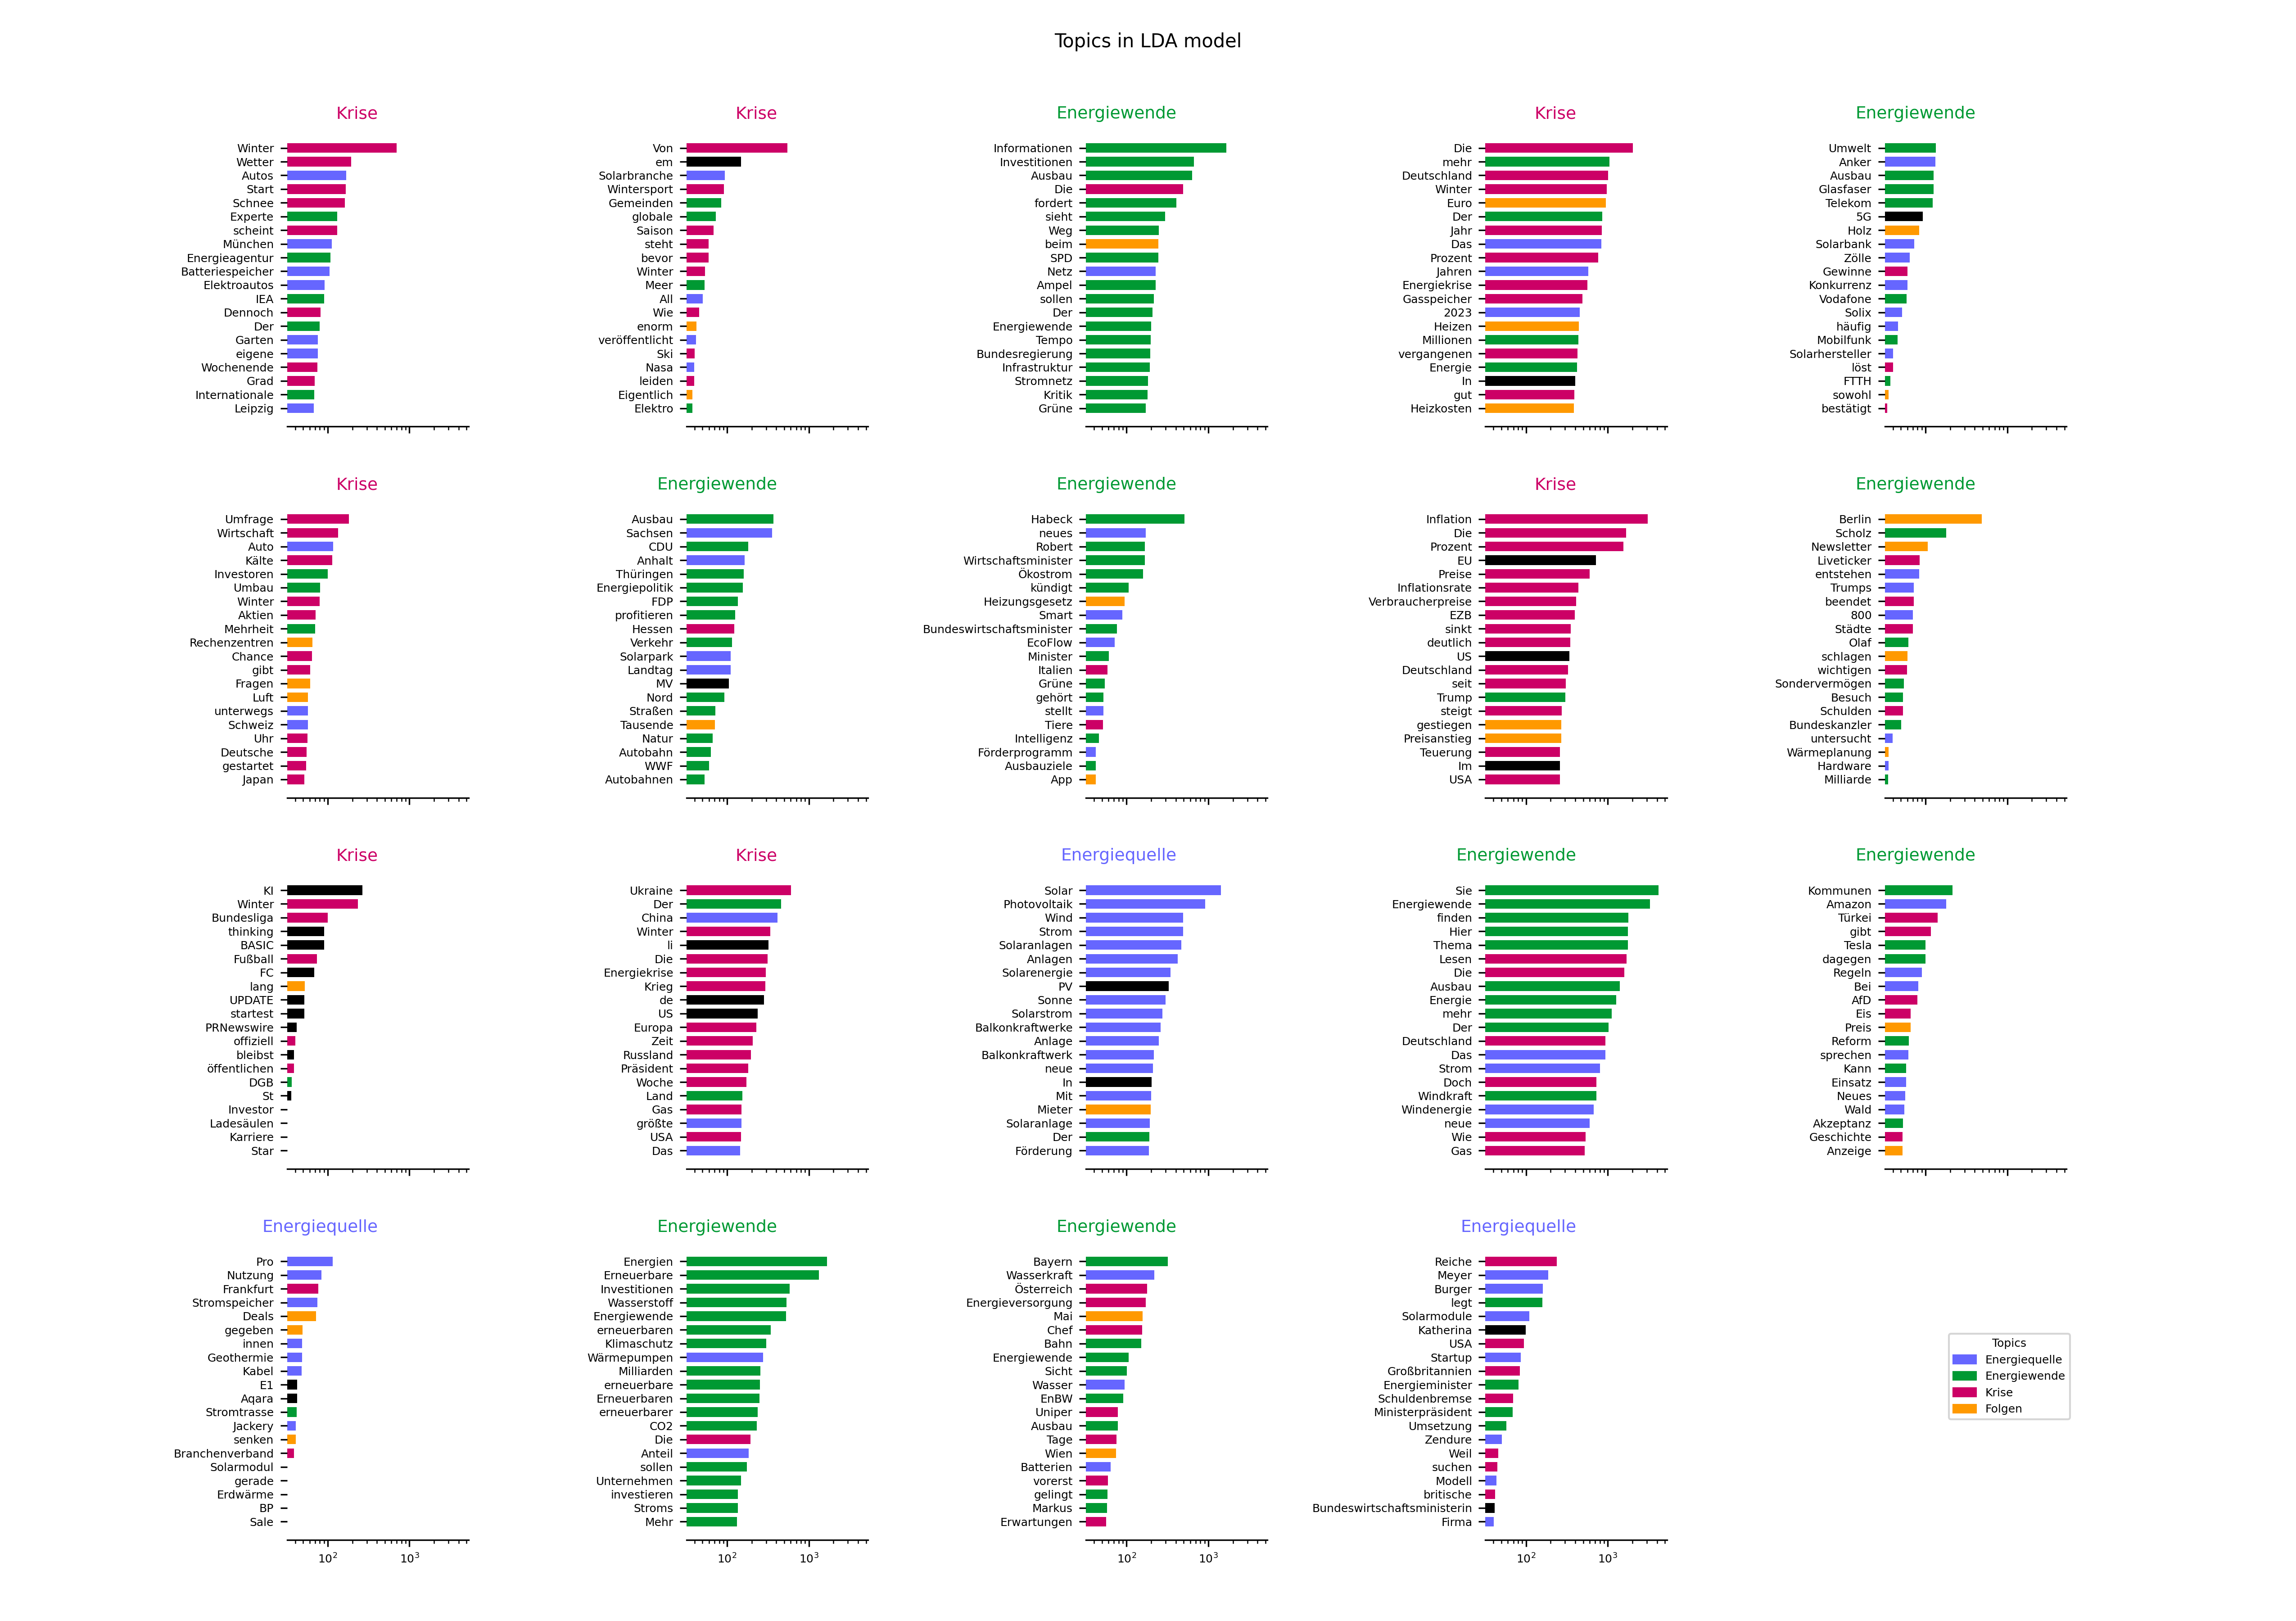 Topics in LDA model
Krise
Winter
Wetter
Autos
Start
Schnee
Experte
scheint
München
Energieagentur
Batteriespeicher
Elektroautos
IEA
Dennoch
Der
Garten
eigene
Wochenende
Grad
Internationale
Leipzig
Krise
Von
em
Solarbranche
Wintersport
Gemeinden
globale
Saison
steht
bevor
Winter
Meer
All
Wie
enorm
veröffentlicht
Ski
Nasa
leiden
Eigentlich
Elektro
Energiewende
Informationen
Investitionen
Ausbau
Die
fordert
sieht
Weg
beim
SPD
Netz
Ampel
sollen
Der
Energiewende
Tempo
Bundesregierung
Infrastruktur
Stromnetz
Kritik
Grüne
Krise
Die
mehr
Deutschland
Winter
Euro
Der
Jahr
Das
Prozent
Jahren
Energiekrise
Gasspeicher
2023
Heizen
Millionen
vergangenen
Energie
In
gut
Heizkosten
Energiewende
Umwelt
Anker
Ausbau
Glasfaser
Telekom
5G
Holz
Solarbank
Zölle
Gewinne
Konkurrenz
Vodafone
Solix
häufig
Mobilfunk
Solarhersteller
löst
FTTH
sowohl
bestätigt
Krise
Umfrage
Wirtschaft
Auto
Kälte
Investoren
Umbau
Winter
Aktien
Mehrheit
Rechenzentren
Chance
gibt
Fragen
Luft
unterwegs
Schweiz
Uhr
Deutsche
gestartet
Japan
Energiewende
Ausbau
Sachsen
CDU
Anhalt
Thüringen
Energiepolitik
FDP
profitieren
Hessen
Verkehr
Solarpark
Landtag
MV
Nord
Straßen
Tausende
Natur
Autobahn
WWF
Autobahnen
Energiewende
Habeck
neues
Robert
Wirtschaftsminister
Ökostrom
kündigt
Heizungsgesetz
Smart
Bundeswirtschaftsminister
EcoFlow
Minister
Italien
Grüne
gehört
stellt
Tiere
Intelligenz
Förderprogramm
Ausbauziele
App
Krise
Inflation
Die
Prozent
EU
Preise
Inflationsrate
Verbraucherpreise
EZB
sinkt
deutlich
US
Deutschland
seit
Trump
steigt
gestiegen
Preisanstieg
Teuerung
Im
USA
Energiewende
Berlin
Scholz
Newsletter
Liveticker
entstehen
Trumps
beendet
800
Städte
Olaf
schlagen
wichtigen
Sondervermögen
Besuch
Schulden
Bundeskanzler
untersucht
Wärmeplanung
Hardware
Milliarde
Krise
KI
Winter
Bundesliga
thinking
BASIC
Fußball
FC
lang
UPDATE
startest
PRNewswire
offiziell
bleibst
öffentlichen
DGB
St
Investor
Ladesäulen
Karriere
Star
Krise
Ukraine
Der
China
Winter
li
Die
Energiekrise
Krieg
de
US
Europa
Zeit
Russland
Präsident
Woche
Land
Gas
größte
USA
Das
Energiequelle
Solar
Photovoltaik
Wind
Strom
Solaranlagen
Anlagen
Solarenergie
PV
Sonne
Solarstrom
Balkonkraftwerke
Anlage
Balkonkraftwerk
neue
In
Mit
Mieter
Solaranlage
Der
Förderung
Energiewende
Sie
Energiewende
finden
Hier
Thema
Lesen
Die
Ausbau
Energie
mehr
Der
Deutschland
Das
Strom
Doch
Windkraft
Windenergie
neue
Wie
Gas
Energiewende
Kommunen
Amazon
Türkei
gibt
Tesla
dagegen
Regeln
Bei
AfD
Eis
Preis
Reform
sprechen
Kann
Einsatz
Neues
Wald
Akzeptanz
Geschichte
Anzeige
Energiequelle
Pro
Nutzung
Frankfurt
Stromspeicher
Deals
gegeben
innen
Geothermie
Kabel
E1
Aqara
Stromtrasse
Jackery
senken
Branchenverband
Solarmodul
gerade
Erdwärme
BP
Sale
10² 10³
Energiewende
Energien
Erneuerbare
Investitionen
Wasserstoff
Energiewende
erneuerbaren
Klimaschutz
Wärmepumpen
Milliarden
erneuerbare
Erneuerbaren
erneuerbarer
CO2
Die
Anteil
sollen
Unternehmen
investieren
Stroms
Mehr
10² 10³
Energiewende
Bayern
Wasserkraft
Österreich
Energieversorgung
Mai
Chef
Bahn
Energiewende
Sicht
Wasser
EnBW
Uniper
Ausbau
Tage
Wien
Batterien
vorerst
gelingt
Markus
Erwartungen
10² 10³
Energiequelle
Reiche
Meyer
Burger
legt
Solarmodule
Katherina
USA
Startup
Großbritannien
Energieminister
Schuldenbremse
Ministerpräsident
Umsetzung
Zendure
Weil
suchen
Modell
britische
Bundeswirtschaftsministerin
Firma
10² 10³
Topics
Energiequelle
Energiewende
Krise
Folgen